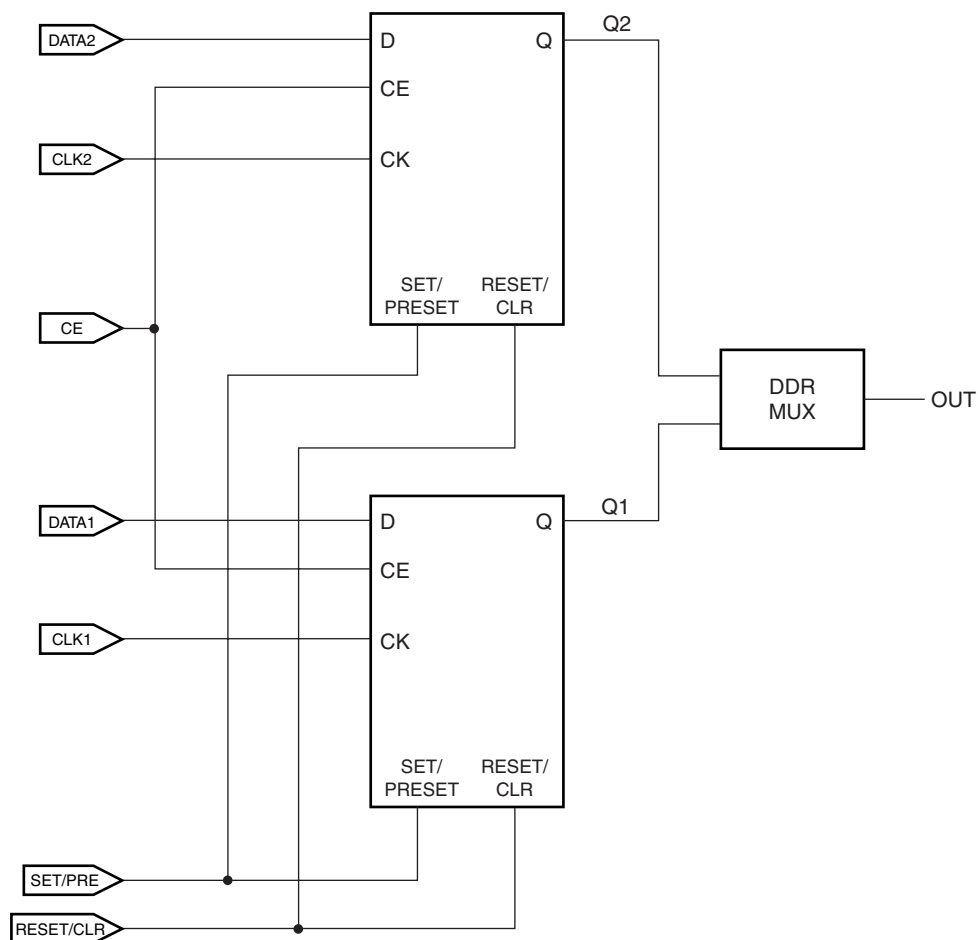 Q2
DATA2
D
Q
CE
CLK2
CK
SET/
PRESET
RESET/
CLR
CE
DDR
MUX
OUT
Q1
DATA1
D
Q
CE
CLK1
CK
SET/
PRESET
RESET/
CLR
SET/PRE
RESET/CLR